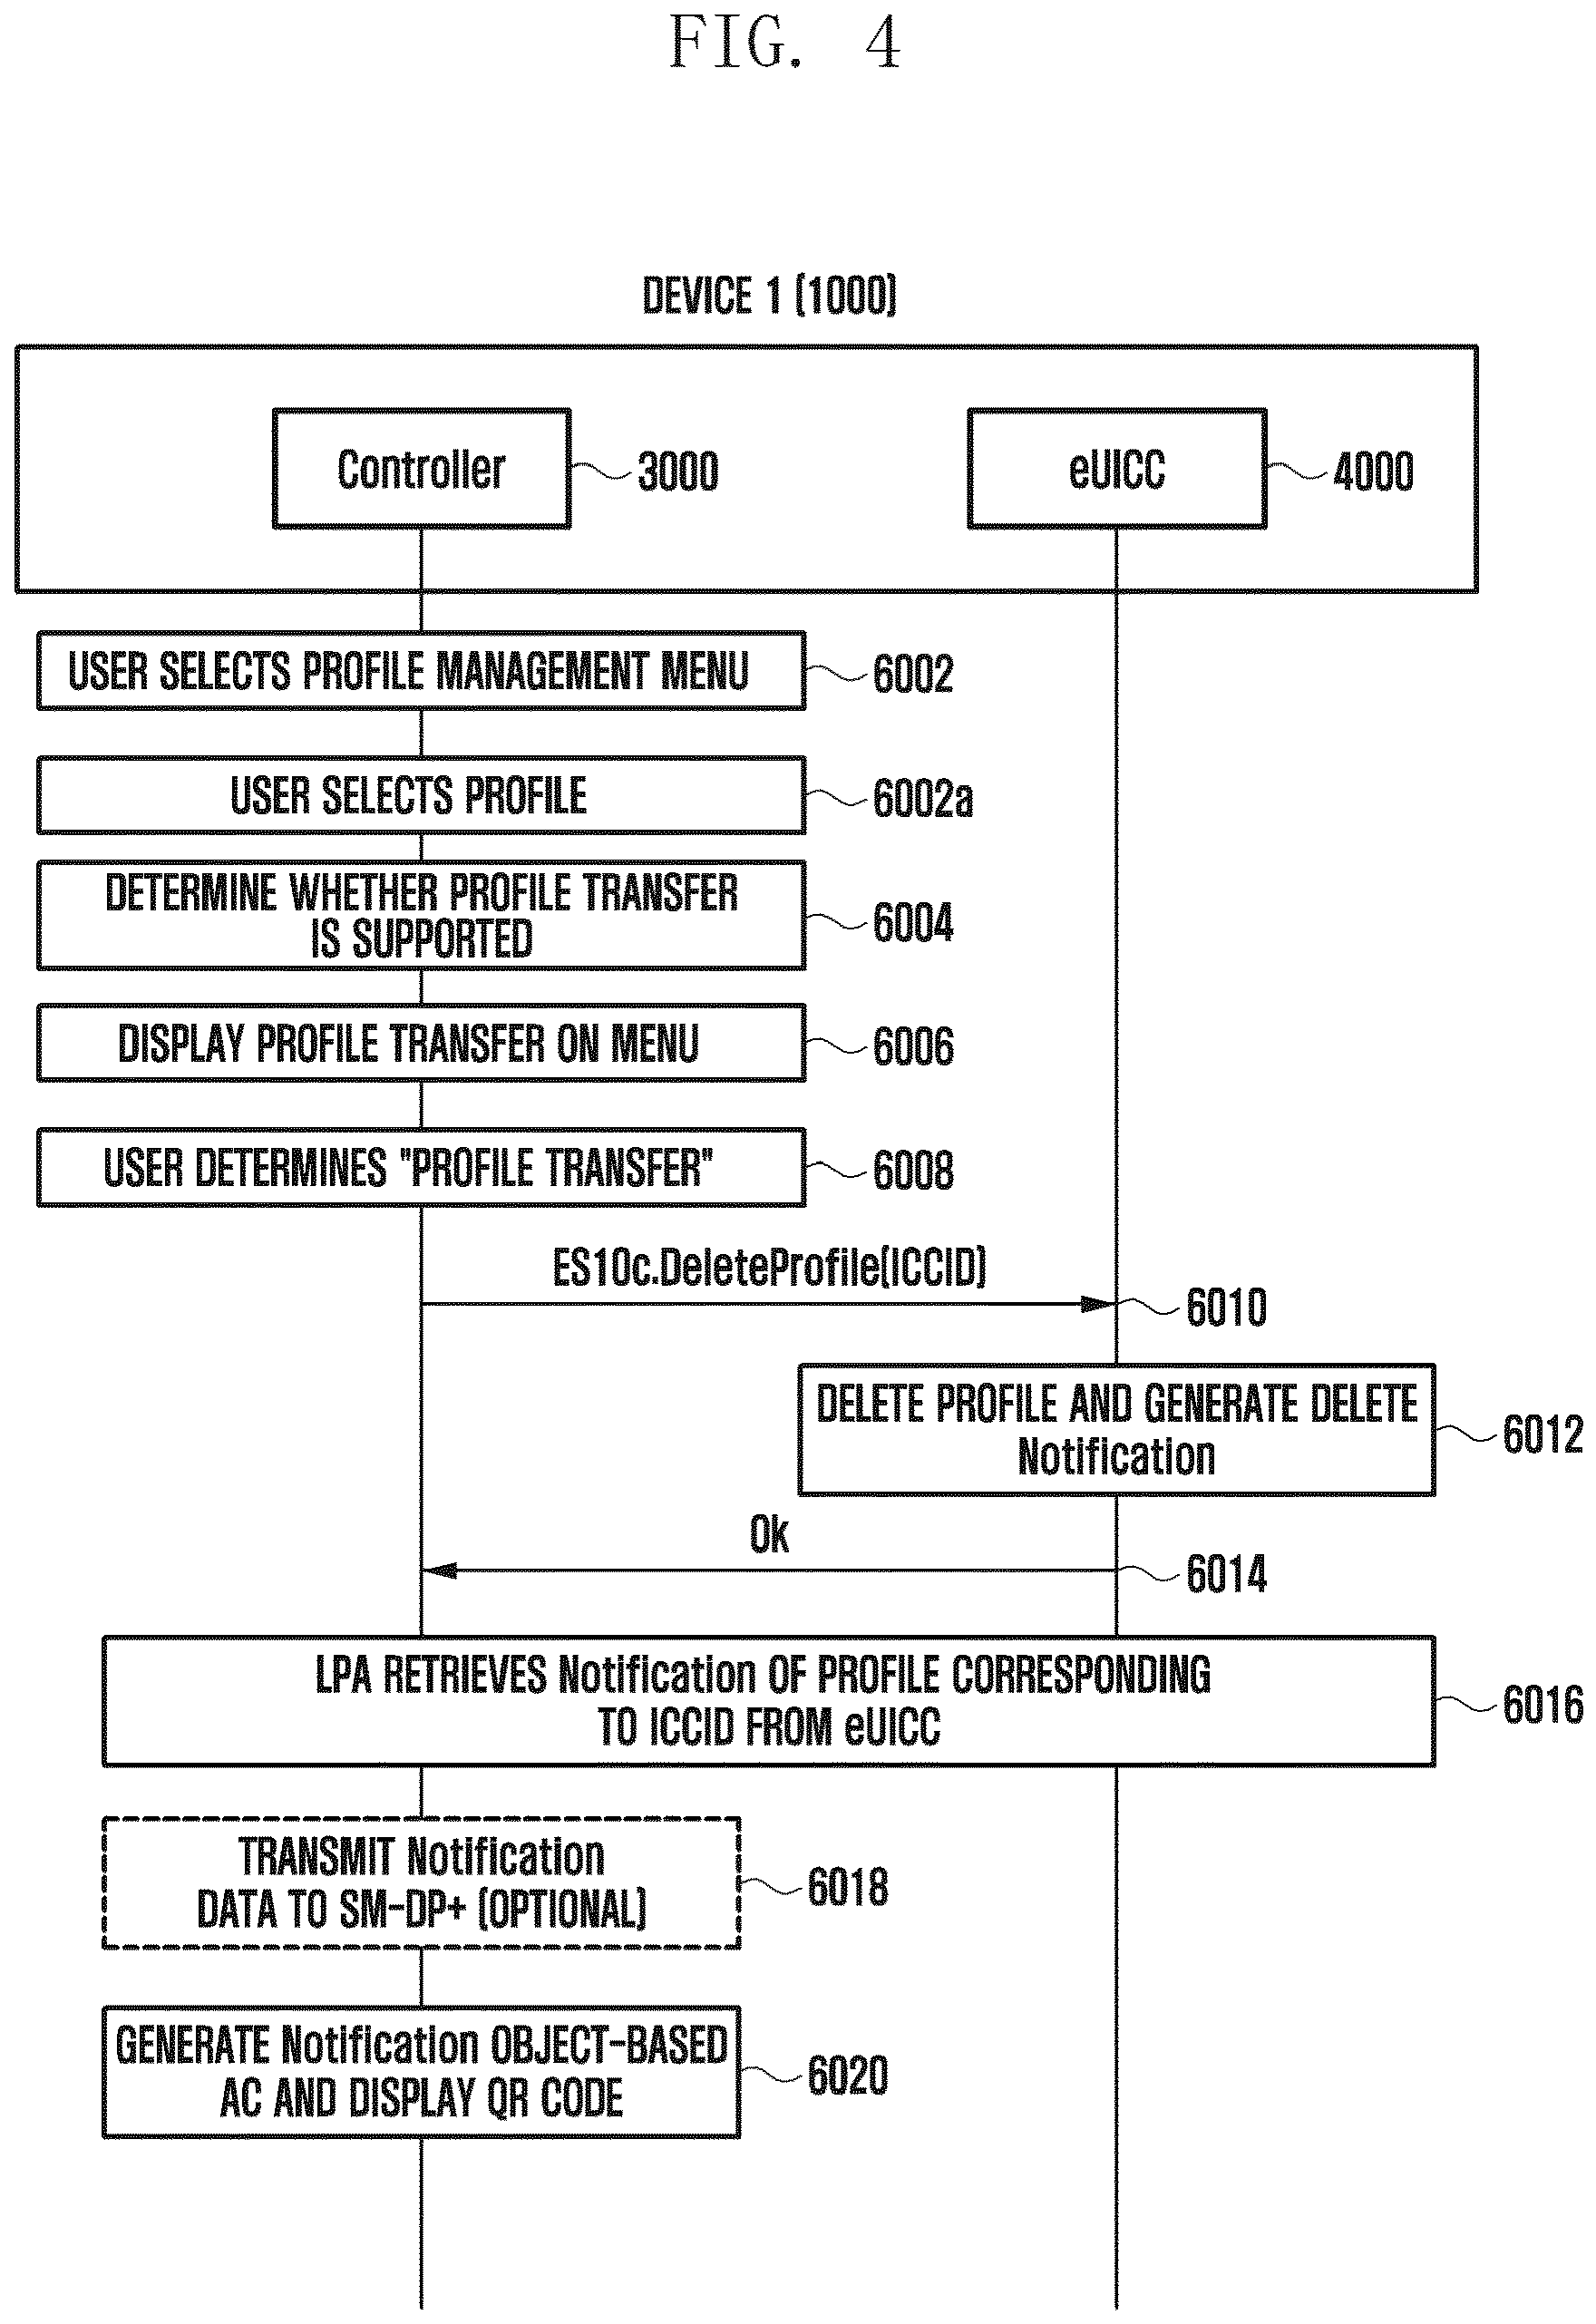 FIG. 4
DEVICE 1 (1000)
Controller
3000
eUICC
4000
USER SELECTS PROFILE MANAGEMENT MENU
6002
USER SELECTS PROFILE
6002a
DETERMINE WHETHER PROFILE TRANSFER
IS SUPPORTED
6004
DISPLAY PROFILE TRANSFER ON MENU
6006
USER DETERMINES "PROFILE TRANSFER"
6008
ES10c.DeleteProfile(ICCID)
6010
DELETE PROFILE AND GENERATE DELETE
Notification
6012
Ok
6014
LPA RETRIEVES Notification OF PROFILE CORRESPONDING
TO ICCID FROM eUICC
6016
TRANSMIT Notification
DATA TO SM-DP+ (OPTIONAL)
6018
GENERATE Notification OBJECT-BASED
AC AND DISPLAY QR CODE
6020